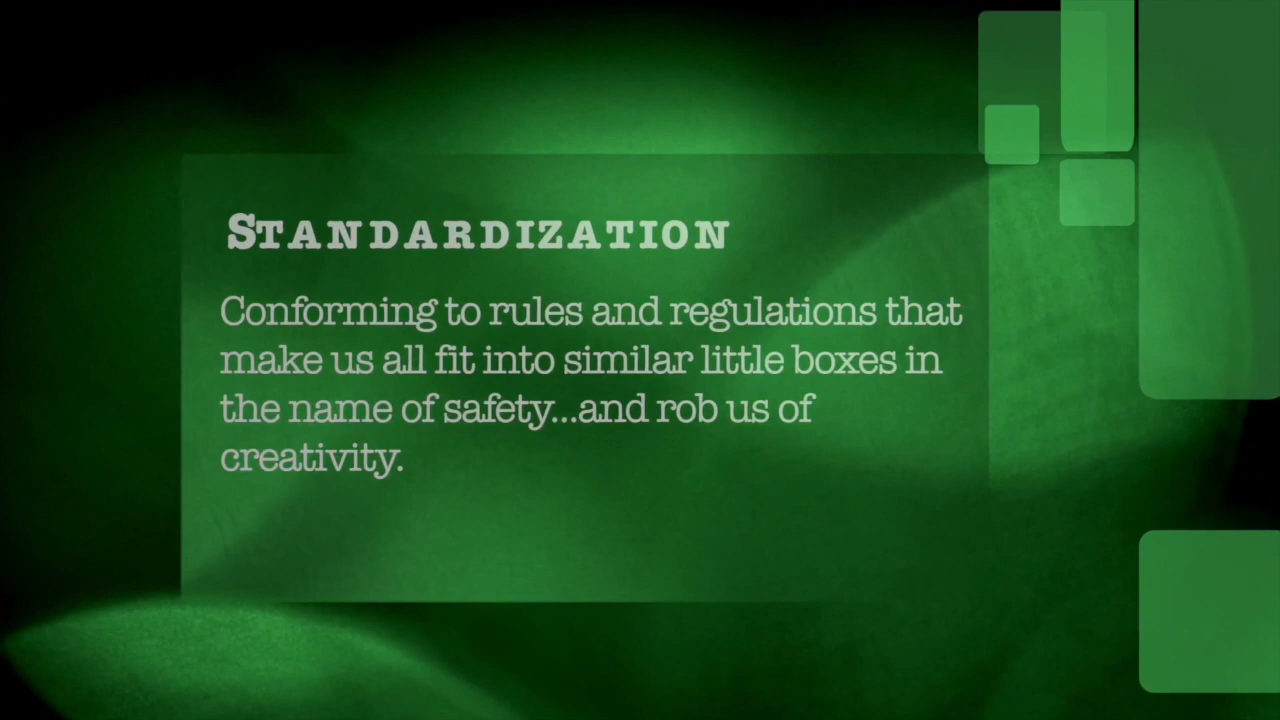 STANDARDIZATION
Conforming to rules and regulations that
make us all fit into similar little boxes in
the name of safety...and rob us of
creativity.